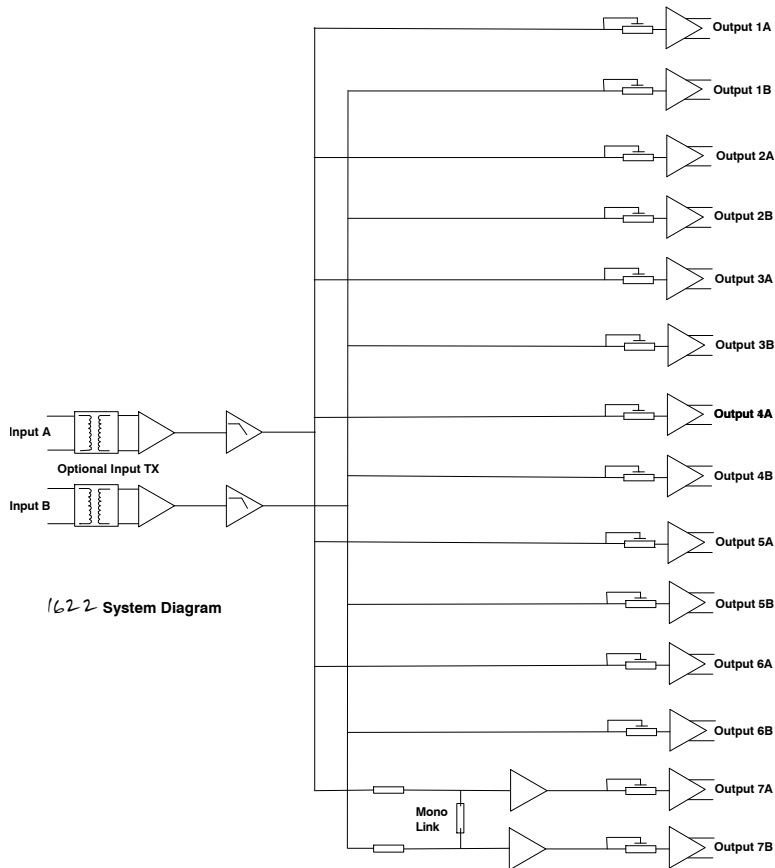 Output 1A
Output 1B
Output 2A
Output 2B
Output 3A
Output 3B
Output 4A
Input A
Optional Input TX
Output 4B
Input B
Output 5A
1622 System Diagram
Output 5B
Output 6A
Output 6B
Output 7A
Mono
Link
Output 7B